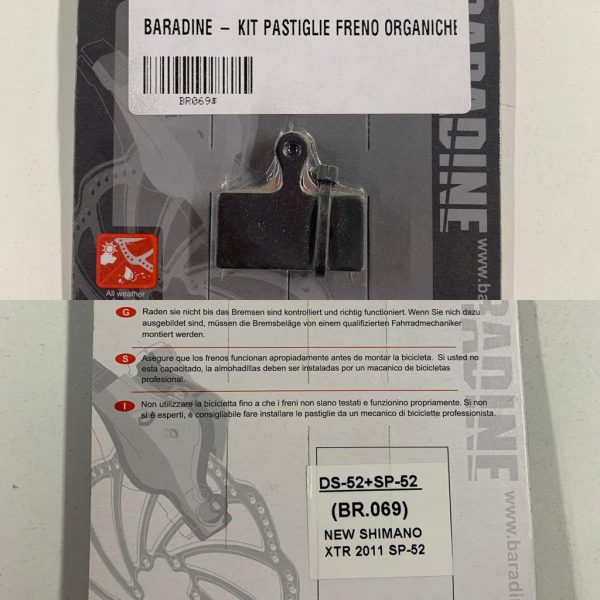 BARADINE – KIT PASTIGLIE FRENO ORGANICHE
BR069#
BARADINE
www.baradine
All weather
G Raden sie nicht bis das Bremsen sind kontrolliert und richtig functioniert. Wenn Sie nich dazu
ausgebildet sind, müssen die Bremsbeläge von einem qualifizierten Fahrradmechaniker
montiert werden.
S Asegure que los frenos funcionan apropiadamente antes de montar la bicicleta. Si usted no
esta capacitado, la almohadillas deben ser instaladas por un macanico de bicicletas
profesional.
I Non utilizzare la bicicletta fino a che i freni non siano testati e funzionino propriamente. Si non
si è esperti, è consigliabile fare installare le pastiglie da un mecanico di biciclette professionista.
DS-52+SP-52
(BR.069)
NEW SHIMANO
XTR 2011 SP-52
RADINE
www.baradine